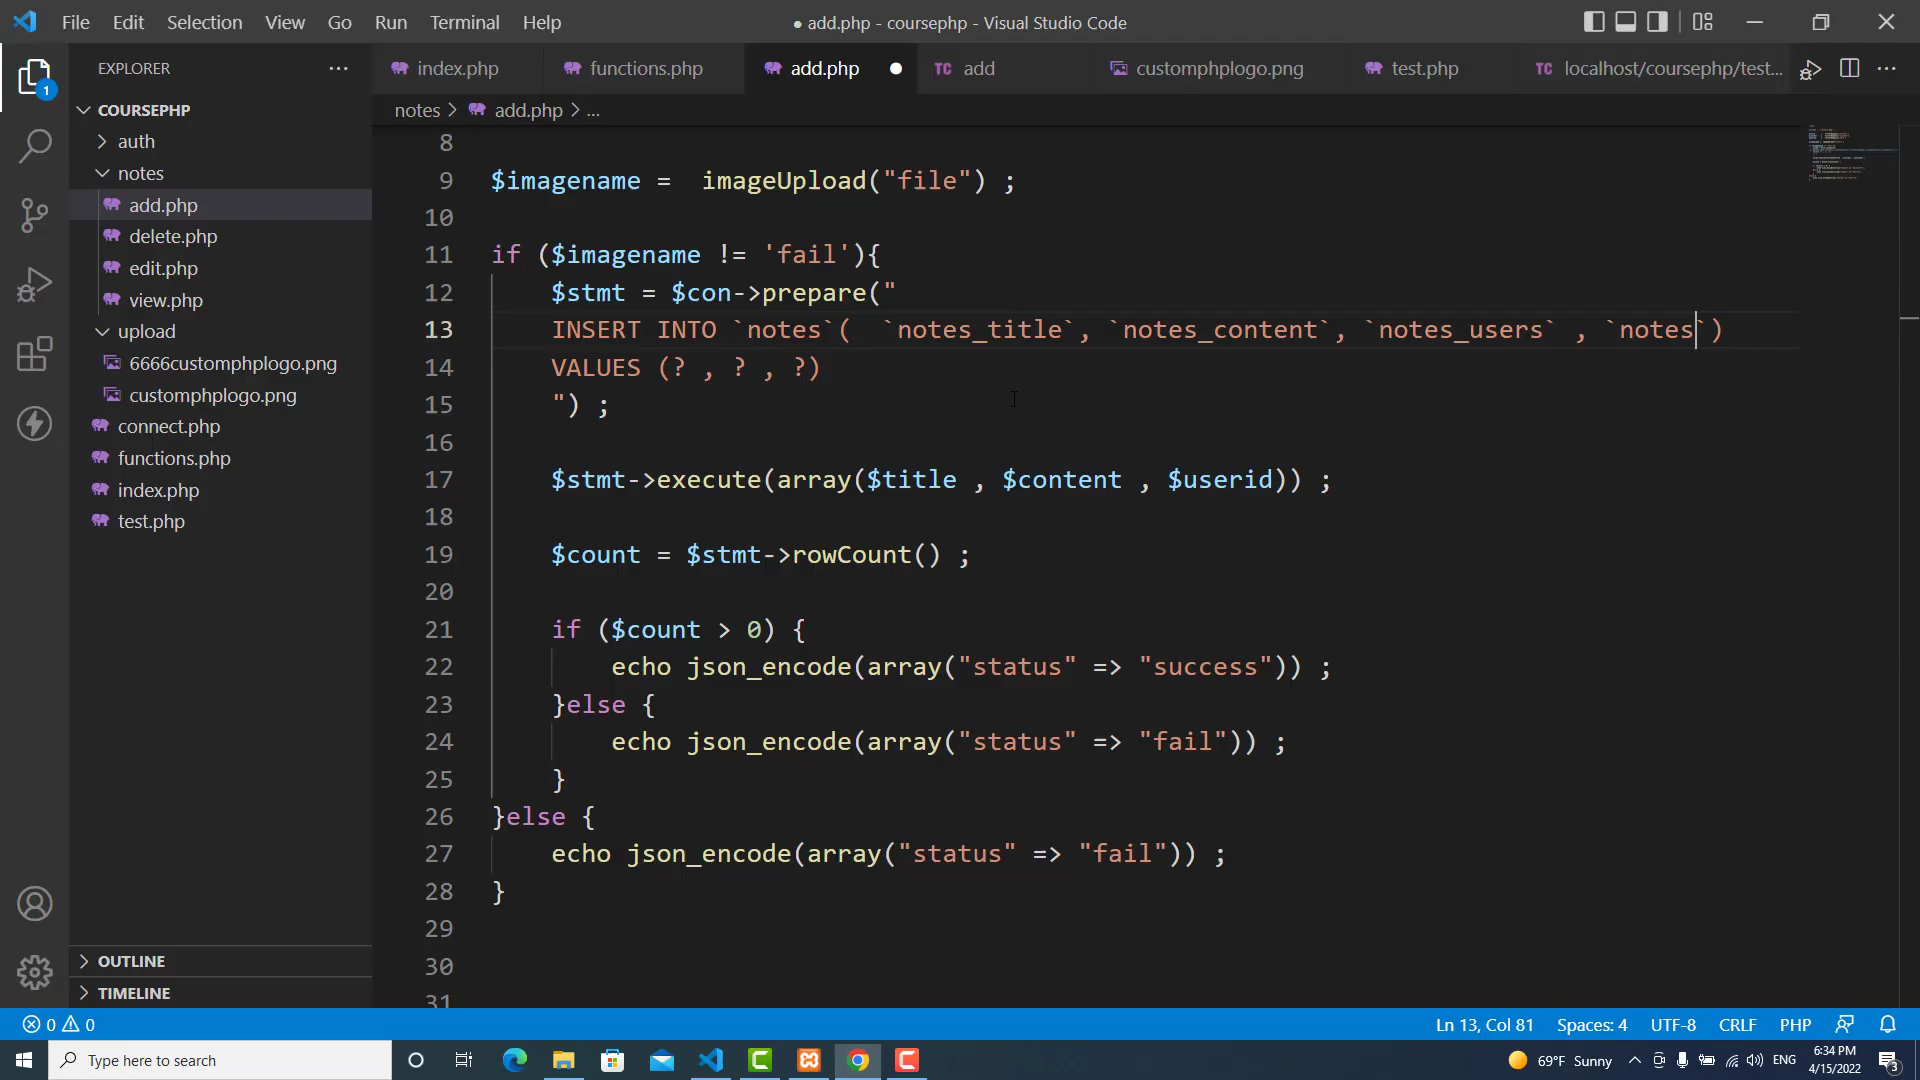 File Edit Selection View Go Run Terminal Help
● add.php - coursephp - Visual Studio Code
EXPLORER
index.php
functions.php
add.php
TC add
customphplogo.png
test.php
TC localhost/coursephp/test...
notes > add.php > ...
COURSEPHP
auth
notes
add.php
delete.php
edit.php
view.php
upload
6666customphplogo.png
customphplogo.png
connect.php
functions.php
index.php
test.php
OUTLINE
TIMELINE
1
8
9 $imagename =  imageUpload("file") ;
10
11 if ($imagename != 'fail'){
12     $stmt = $con->prepare("
13     INSERT INTO `notes`(  `notes_title`, `notes_content`, `notes_users` , `notes`)
14     VALUES (? , ? , ?)
15     ") ;
16
17     $stmt->execute(array($title , $content , $userid)) ;
18
19     $count = $stmt->rowCount() ;
20
21     if ($count > 0) {
22         echo json_encode(array("status" => "success")) ;
23     }else {
24         echo json_encode(array("status" => "fail")) ;
25     }
26 }else {
27     echo json_encode(array("status" => "fail")) ;
28 }
29
30
31
0 0
Ln 13, Col 81 Spaces: 4 UTF-8 CRLF PHP
Type here to search
69°F Sunny
ENG
6:34 PM
4/15/2022
3